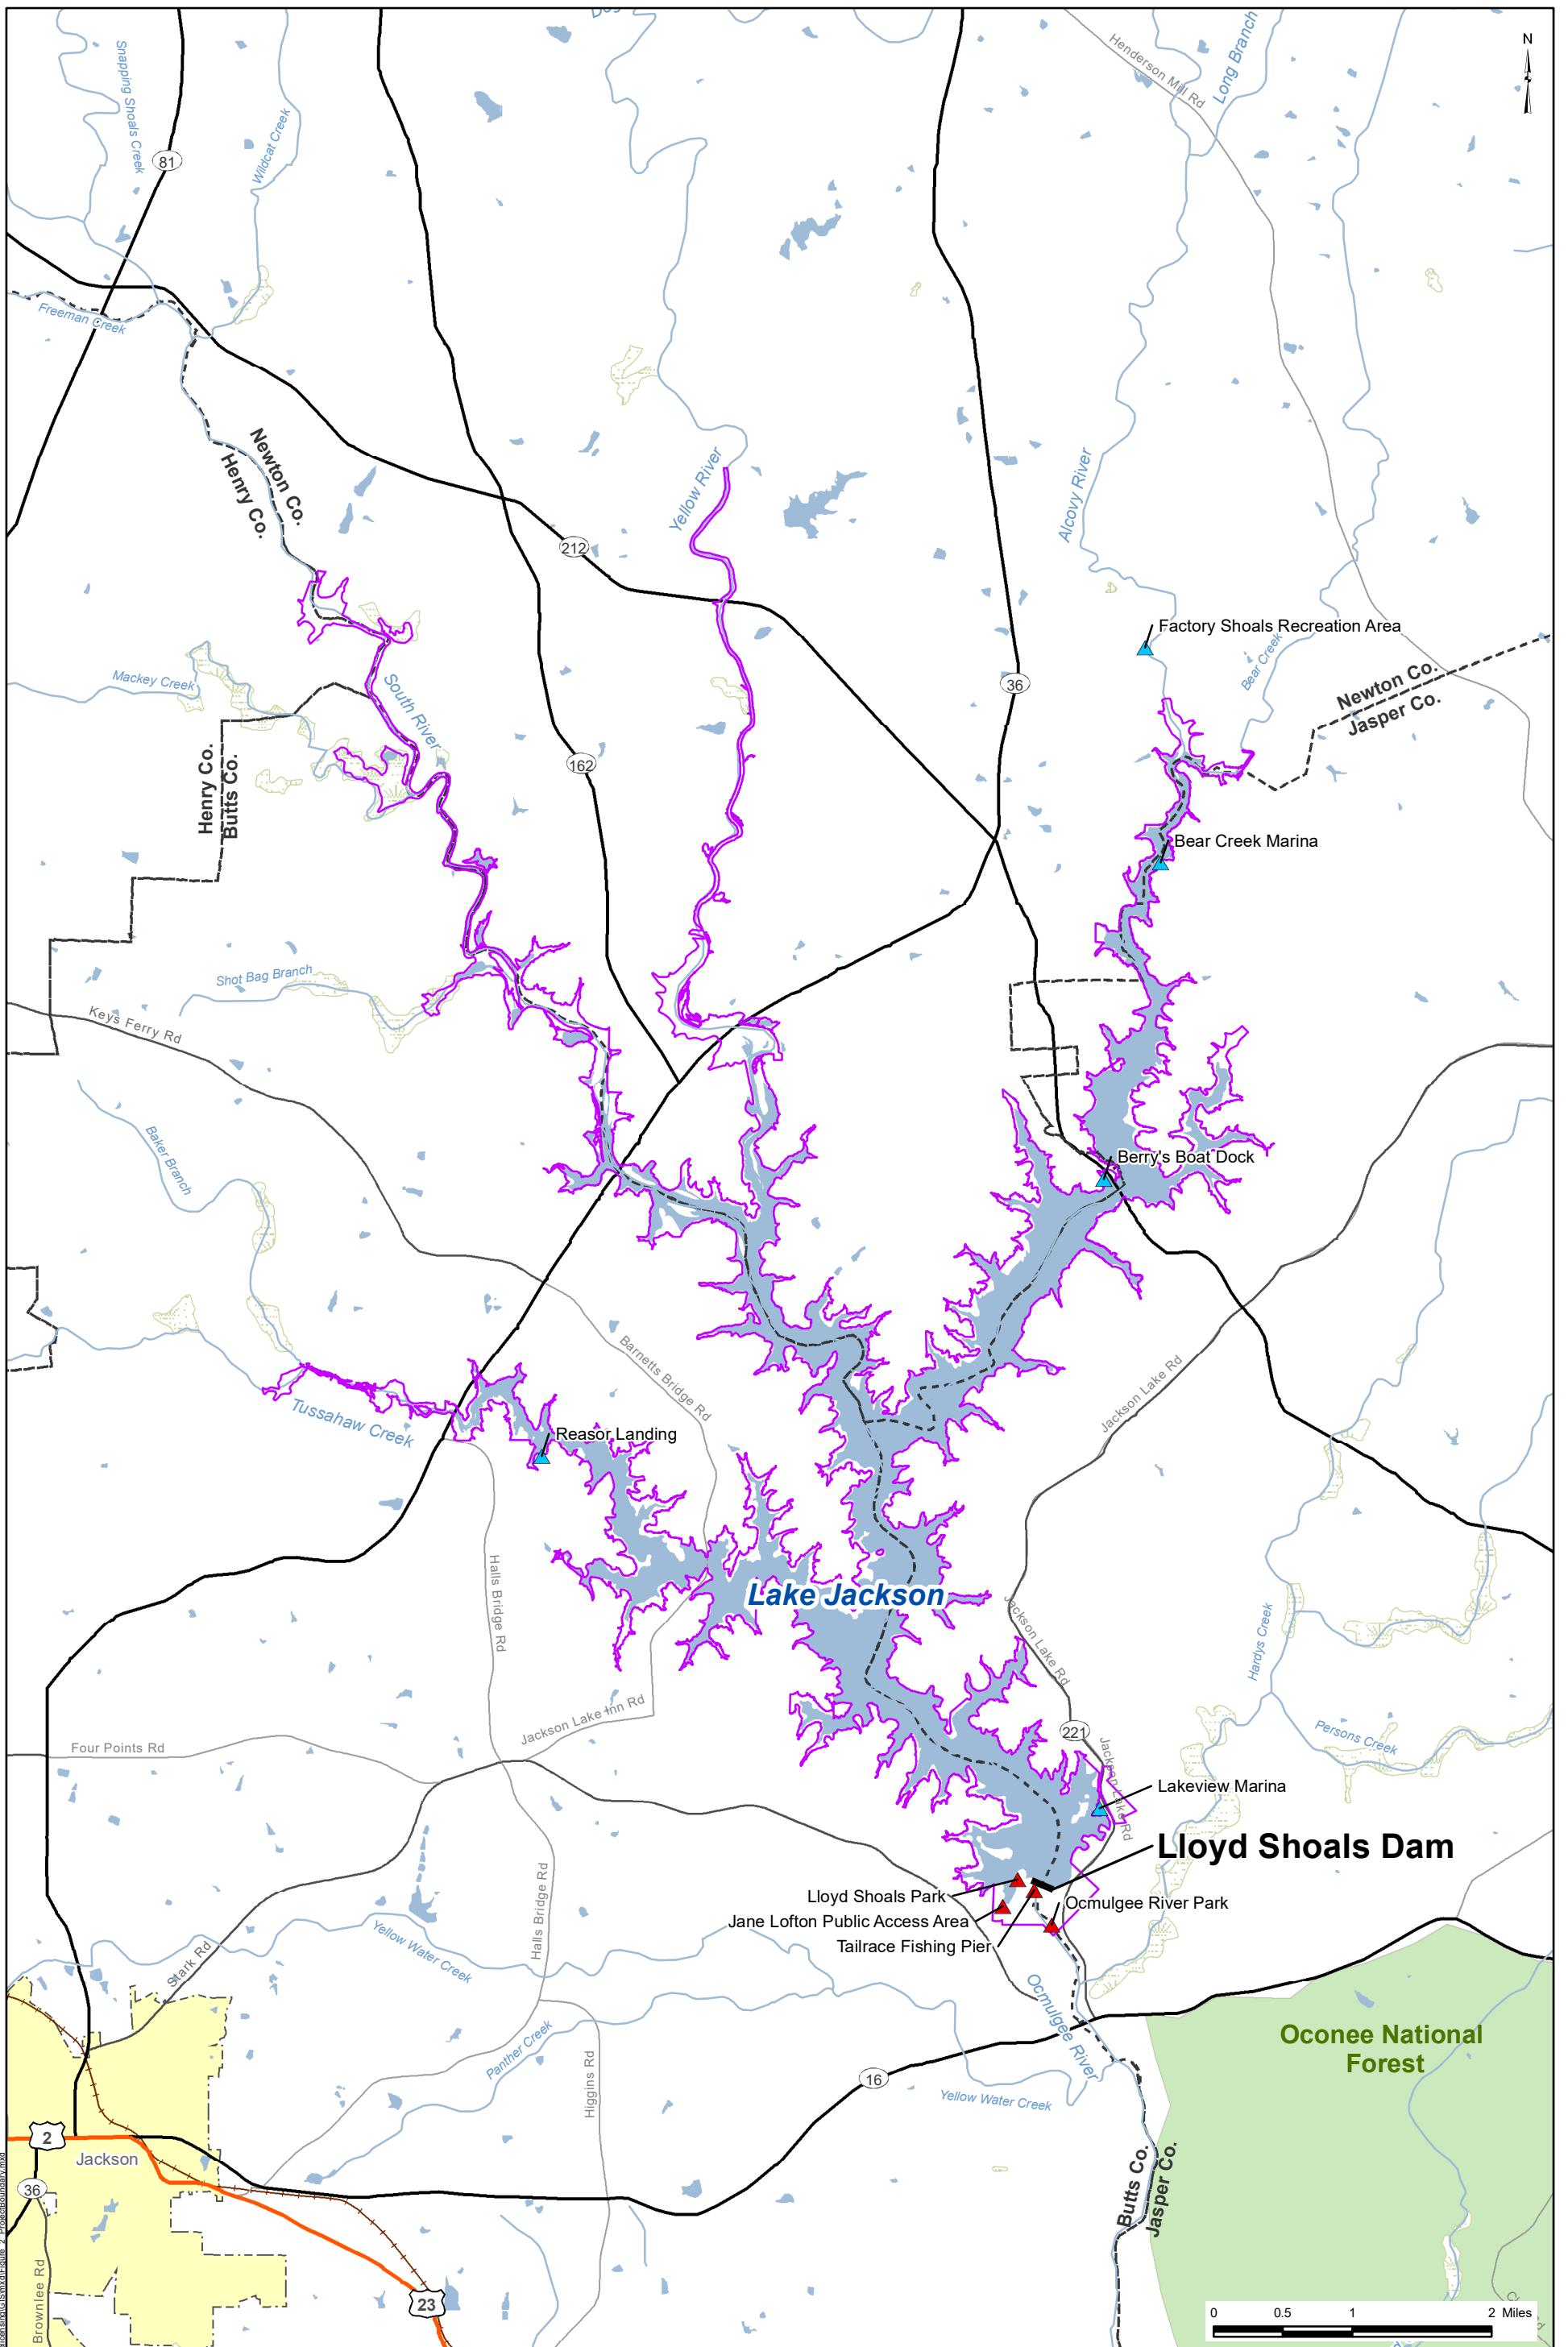 N
Henderson Mill Rd
Long Branch
Snapping Shoals Creek
Wildcat Creek
81
Freeman Creek
Newton Co.
Henry Co.
Yellow River
212
Alcovy River
Factory Shoals Recreation Area
Bear Creek
Newton Co.
Jasper Co.
Mackey Creek
South River
36
Henry Co.
Butts Co.
162
Bear Creek Marina
Shot Bag Branch
Keys Ferry Rd
Baker Branch
Berry's Boat Dock
Barnetts Bridge Rd
Jackson Lake Rd
Tussahaw Creek
Reasor Landing
Halls Bridge Rd
Lake Jackson
Jackson Lake Rd
Hardys Creek
Jackson Lake Inn Rd
Four Points Rd
221
Persons Creek
Jackson Lake Rd
Lakeview Marina
Lloyd Shoals Dam
Lloyd Shoals Park
Ocmulgee River Park
Jane Lofton Public Access Area
Tailrace Fishing Pier
Halls Bridge Rd
Yellow Water Creek
Stark Rd
Ocmulgee River
Oconee National
Forest
Panther Creek
Higgins Rd
16
Yellow Water Creek
2
Jackson
36
Butts Co.
Jasper Co.
Brownlee Rd
23
0 0.5 1 2 Miles